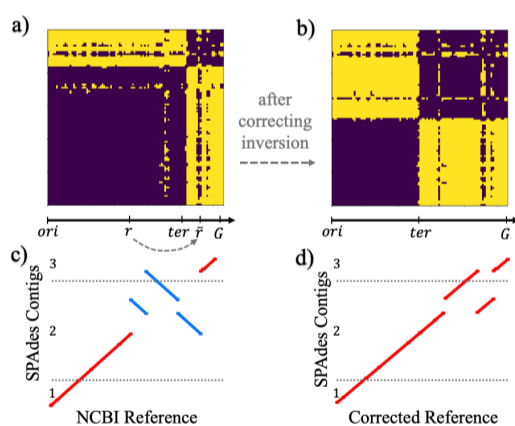 a)
b)
after
correcting
inversion
ori
r
ter
r̄
G
ori
ter
G
c)
d)
SPAdes Contigs
3
2
1
SPAdes Contigs
3
2
1
NCBI Reference
Corrected Reference